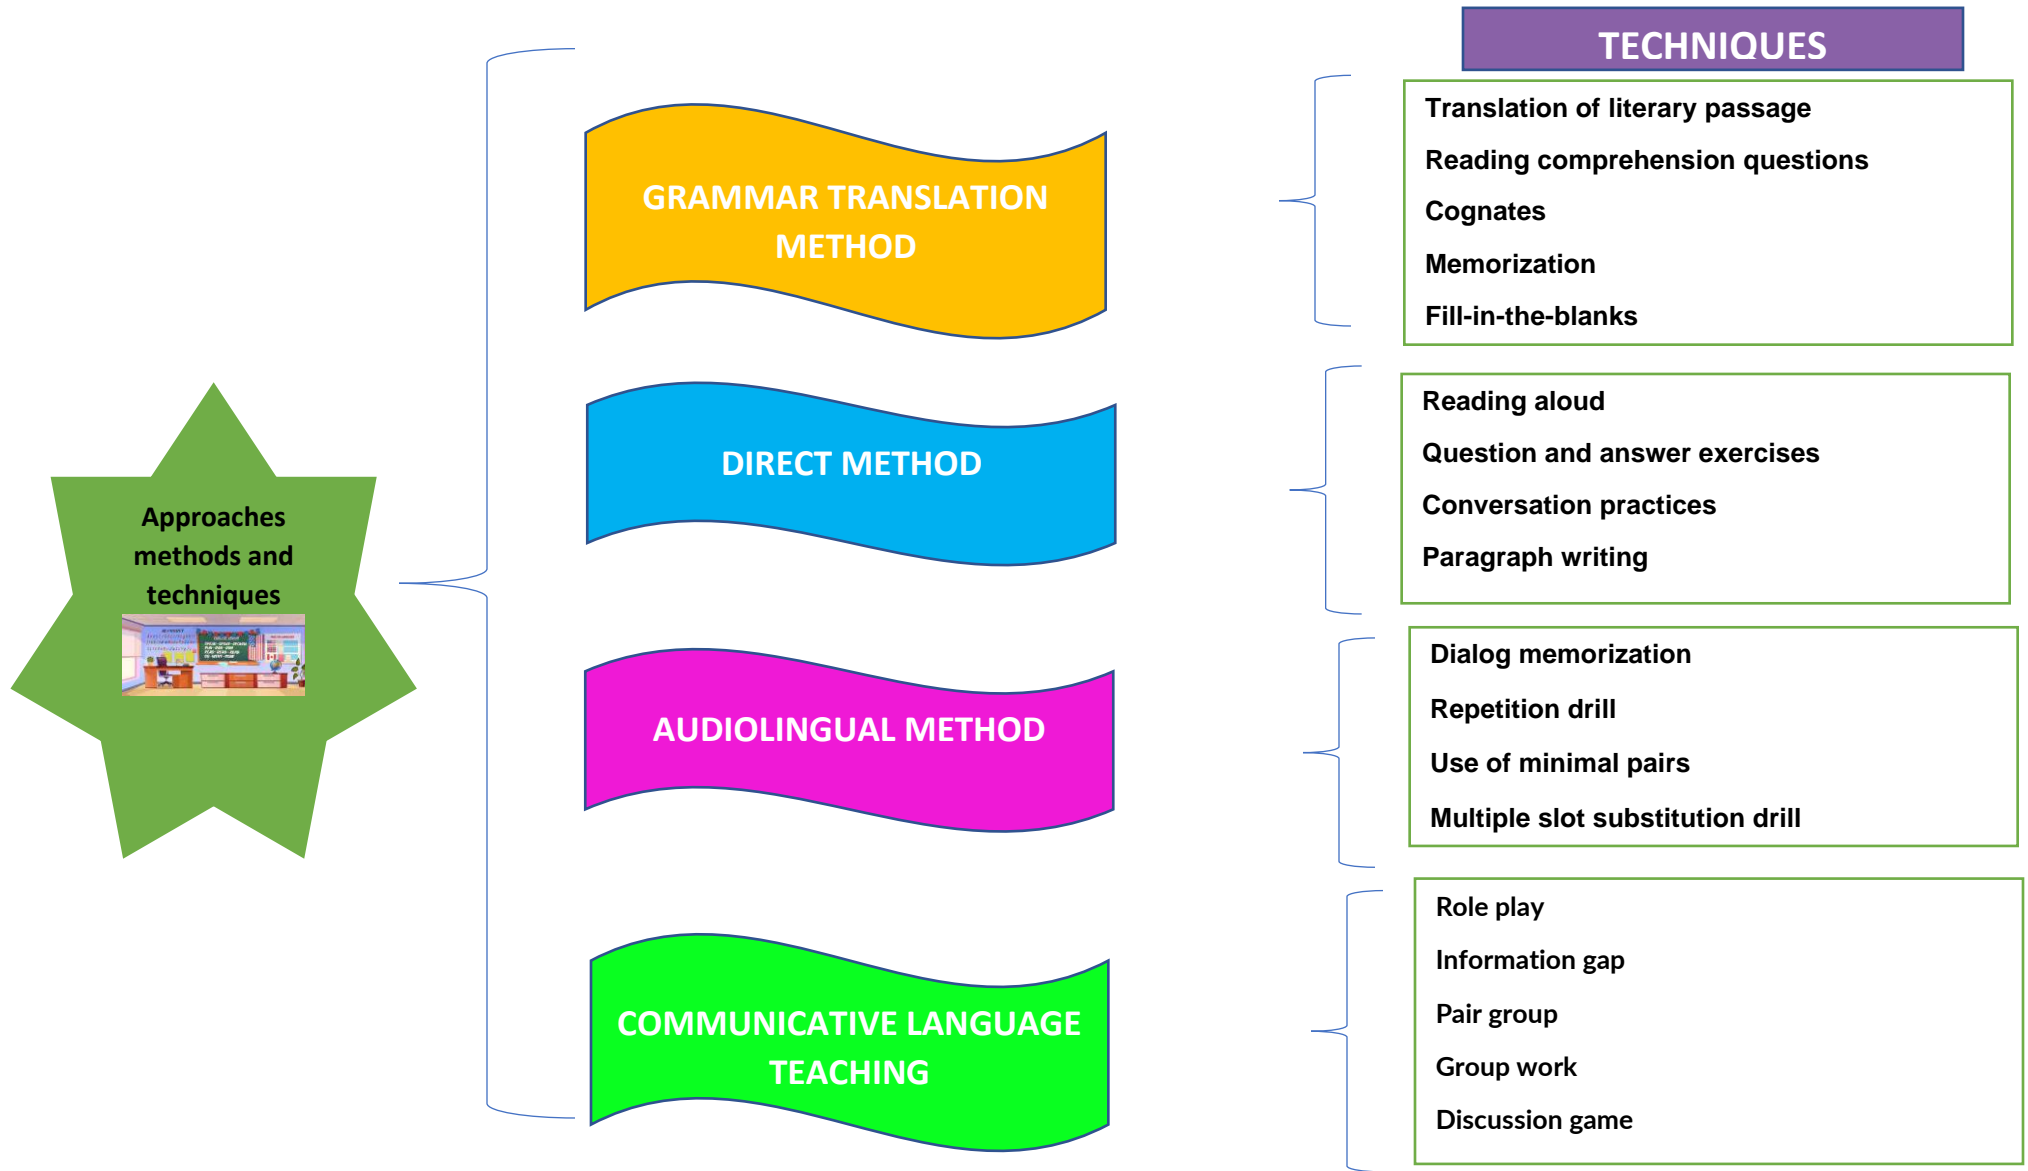 TECHNIQUES
Approaches
methods and
techniques
GRAMMAR TRANSLATION
METHOD
Translation of literary passage
Reading comprehension questions
Cognates
Memorization
Fill-in-the-blanks
DIRECT METHOD
Reading aloud
Question and answer exercises
Conversation practices
Paragraph writing
AUDIOLINGUAL METHOD
Dialog memorization
Repetition drill
Use of minimal pairs
Multiple slot substitution drill
COMMUNICATIVE LANGUAGE
TEACHING
Role play
Information gap
Pair group
Group work
Discussion game